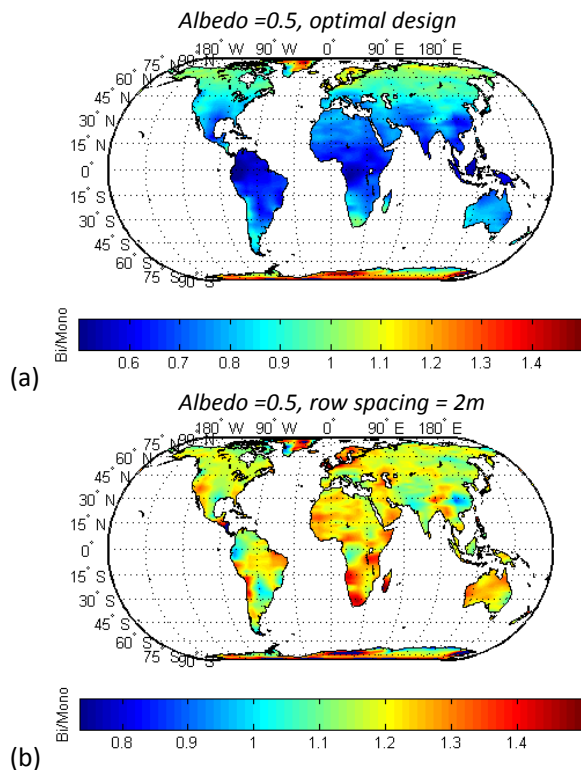 Albedo =0.5, optimal design
180° W 90° W 0° 90° E 180° E
90° N
75° N
60° N
45° N
30° N
15° N
0°
15° S
30° S
45° S
60° S
75° S
90° S
Bi/Mono
0.6 0.7 0.8 0.9 1 1.1 1.2 1.3 1.4
(a)
Albedo =0.5, row spacing = 2m
180° W 90° W 0° 90° E 180° E
90° N
75° N
60° N
45° N
30° N
15° N
0°
15° S
30° S
45° S
60° S
75° S
90° S
Bi/Mono
0.8 0.9 1 1.1 1.2 1.3 1.4
(b)